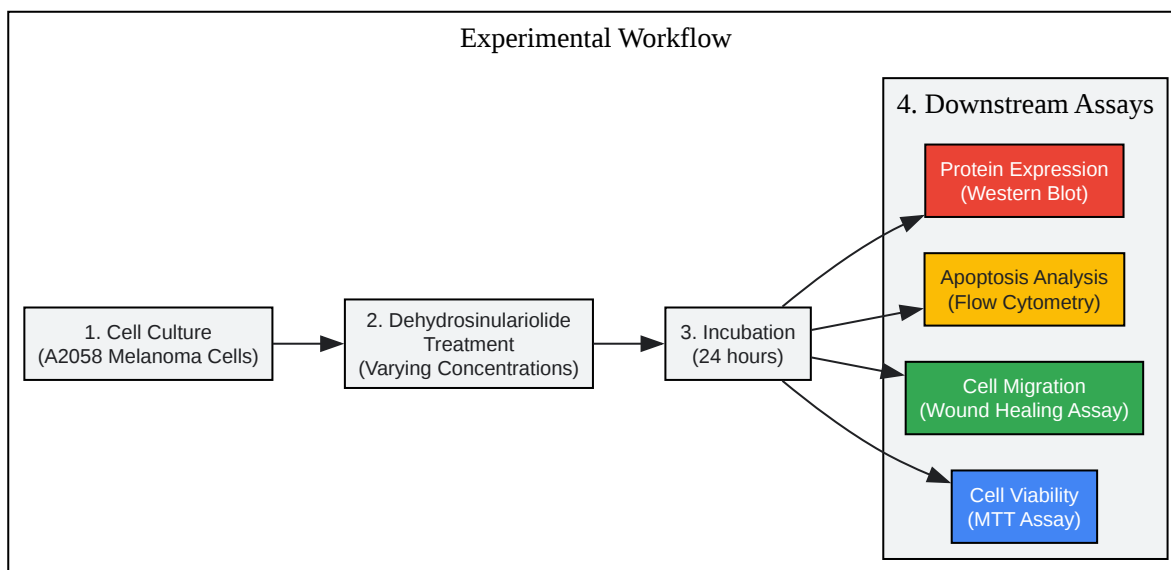 Experimental Workflow
4. Downstream Assays
Protein Expression
(Western Blot)
Apoptosis Analysis
(Flow Cytometry)
1. Cell Culture
(A2058 Melanoma Cells)
2. Dehydrosinulariolide
Treatment
(Varying Concentrations)
3. Incubation
(24 hours)
Cell Migration
(Wound Healing Assay)
Cell Viability
(MTT Assay)